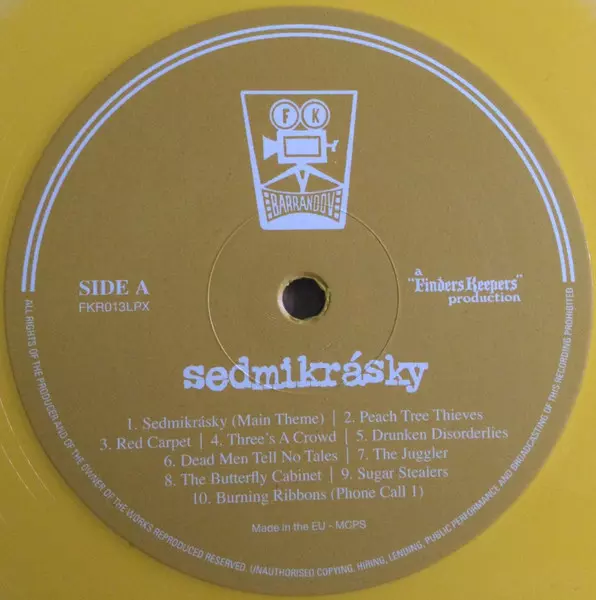 F K
BARRANDOV
SIDE A
FKR013LPX
a
"Finders Keepers"
production
sedmikrásky
1. Sedmikrásky (Main Theme) | 2. Peach Tree Thieves
3. Red Carpet | 4. Three's A Crowd | 5. Drunken Disorderlies
6. Dead Men Tell No Tales | 7. The Juggler
8. The Butterfly Cabinet | 9. Sugar Stealers
10. Burning Ribbons (Phone Call 1)
Made in the EU - MCPS
ALL RIGHTS OF THE PRODUCER AND OF THE OWNER OF THE WORKS REPRODUCED RESERVED. UNAUTHORISED COPYING, HIRING, LENDING, PUBLIC PERFORMANCE AND BROADCASTING OF THIS RECORDING PROHIBITED